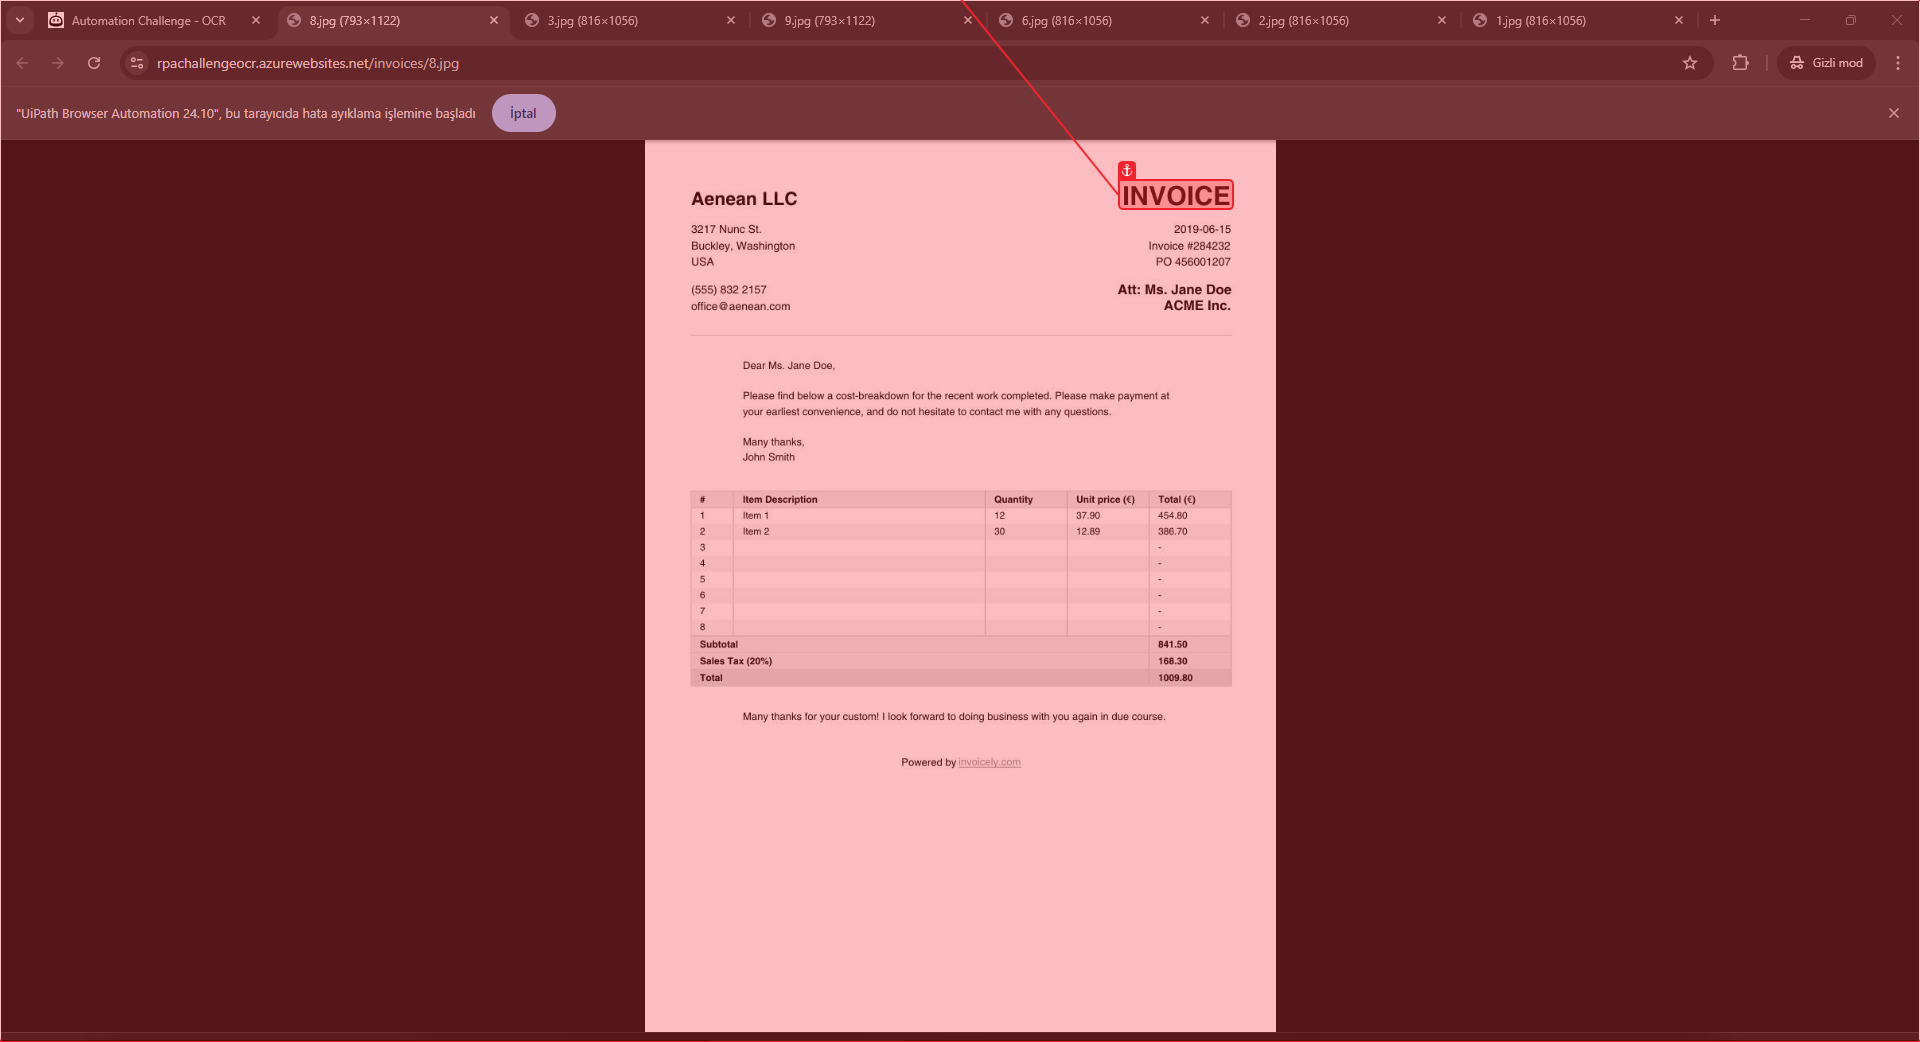 Automation Challenge - OCR
8.jpg (793×1122)
3.jpg (816×1056)
9.jpg (793×1122)
6.jpg (816×1056)
2.jpg (816×1056)
1.jpg (816×1056)
rpachallengeocr.azurewebsites.net/invoices/8.jpg
Gizli mod
"UiPath Browser Automation 24.10", bu tarayıcıda hata ayıklama işlemine başladı
İptal
Aenean LLC
INVOICE
3217 Nunc St.
2019-06-15
Buckley, Washington
Invoice #284232
USA
PO 456001207
(555) 832 2157
Att: Ms. Jane Doe
office@aenean.com
ACME Inc.
Dear Ms. Jane Doe,
Please find below a cost-breakdown for the recent work completed. Please make payment at
your earliest convenience, and do not hesitate to contact me with any questions.
Many thanks,
John Smith
# Item Description Quantity Unit price (€) Total (€)
1 Item 1 12 37.90 454.80
2 Item 2 30 12.89 386.70
3 -
4 -
5 -
6 -
7 -
8 -
Subtotal 841.50
Sales Tax (20%) 168.30
Total 1009.80
Many thanks for your custom! I look forward to doing business with you again in due course.
Powered by invoicely.com